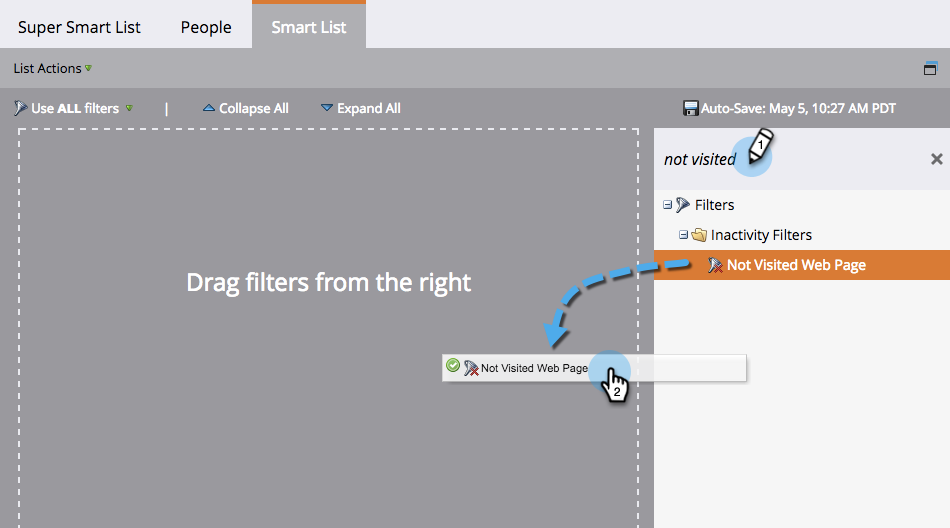 Super Smart List People Smart List
List Actions
Use ALL filters | Collapse All Expand All Auto-Save: May 5, 10:27 AM PDT
not visited 1
Filters
Inactivity Filters
Not Visited Web Page
Drag filters from the right
Not Visited Web Page
2